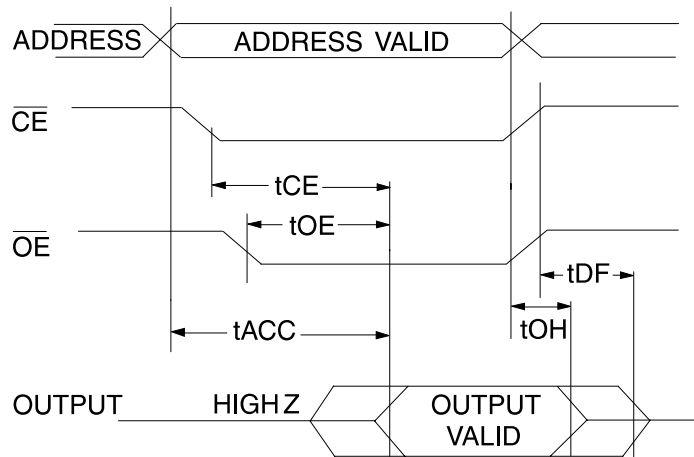 ADDRESS
ADDRESS VALID
CE
tCE
tOE
OE
tDF
tACC
tOH
OUTPUT
HIGH Z
OUTPUT
VALID